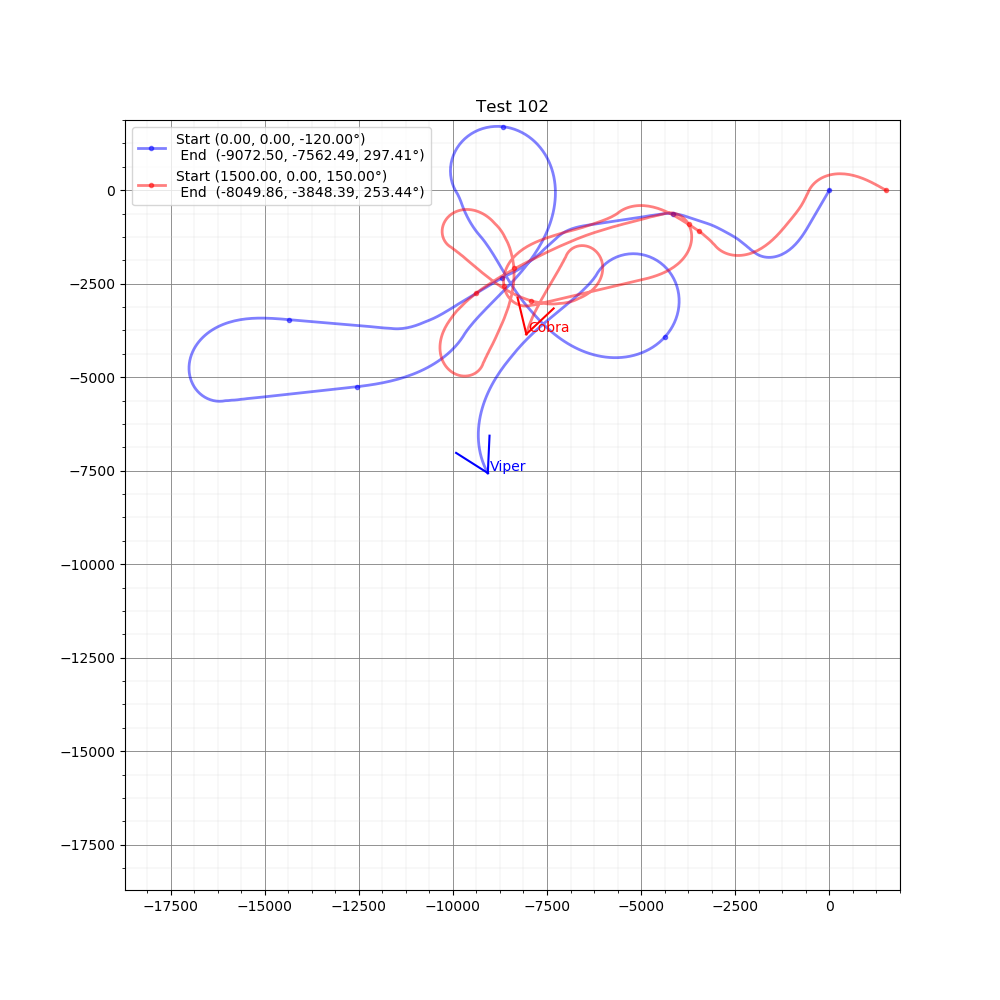 Test 102
Start (0.00, 0.00, -120.00°)
End (-9072.50, -7562.49, 297.41°)
Start (1500.00, 0.00, 150.00°)
End (-8049.86, -3848.39, 253.44°)
0
−2500
−5000
−7500
−10000
−12500
−15000
−17500
Cobra
Viper
−17500 −15000 −12500 −10000 −7500 −5000 −2500 0